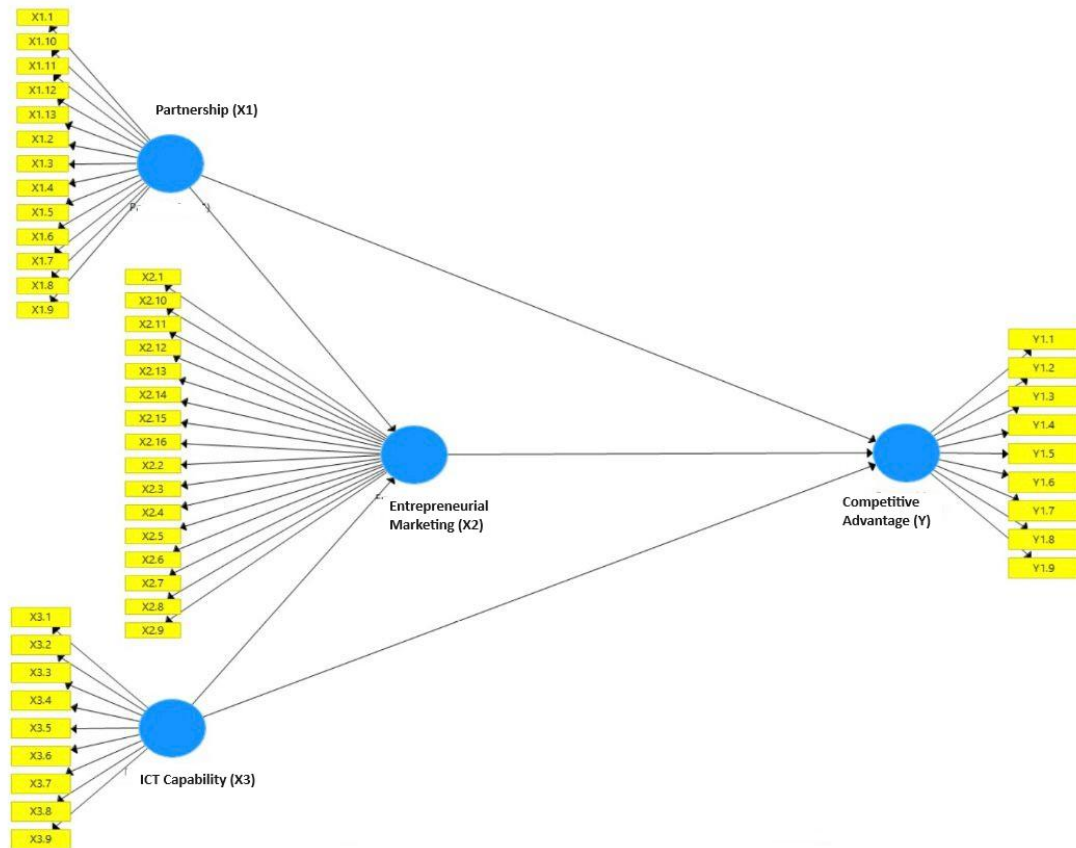 X1.1
X1.10
X1.11
X1.12
X1.13
X1.2
X1.3
X1.4
X1.5
X1.6
X1.7
X1.8
X1.9
Partnership (X1)
X2.1
X2.10
X2.11
X2.12
X2.13
X2.14
X2.15
X2.16
X2.2
X2.3
X2.4
X2.5
X2.6
X2.7
X2.8
X2.9
Entrepreneurial
Marketing (X2)
X3.1
X3.2
X3.3
X3.4
X3.5
X3.6
X3.7
X3.8
X3.9
ICT Capability (X3)
Competitive
Advantage (Y)
Y1.1
Y1.2
Y1.3
Y1.4
Y1.5
Y1.6
Y1.7
Y1.8
Y1.9